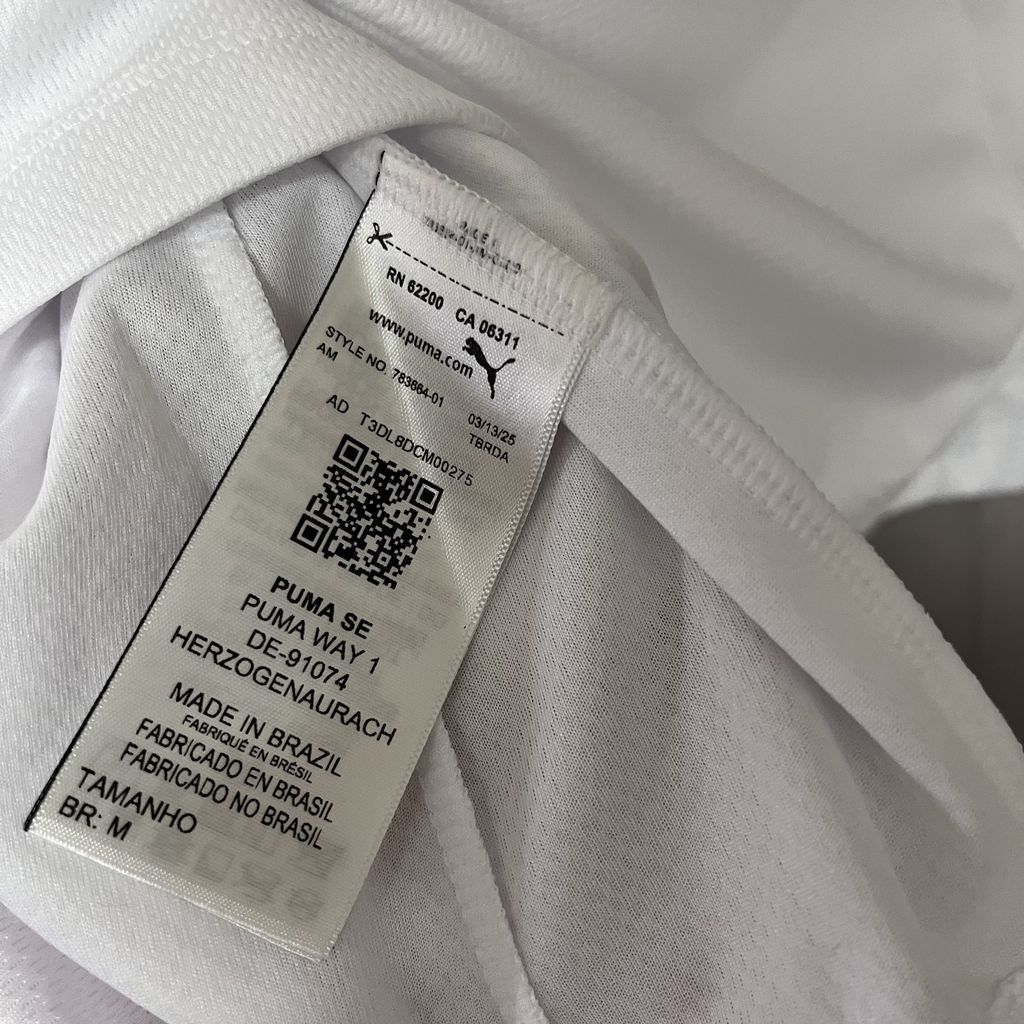 RN 62200 CA 06311
www.puma.com
STYLE NO. 783664-01 03/13/25
AM TBRDA
AD T3DL8DCM00275
PUMA SE
PUMA WAY 1
DE-91074
HERZOGENAURACH
MADE IN BRAZIL
FABRIQUÉ EN BRÉSIL
FABRICADO EN BRASIL
FABRICADO NO BRASIL
TAMANHO
BR: M